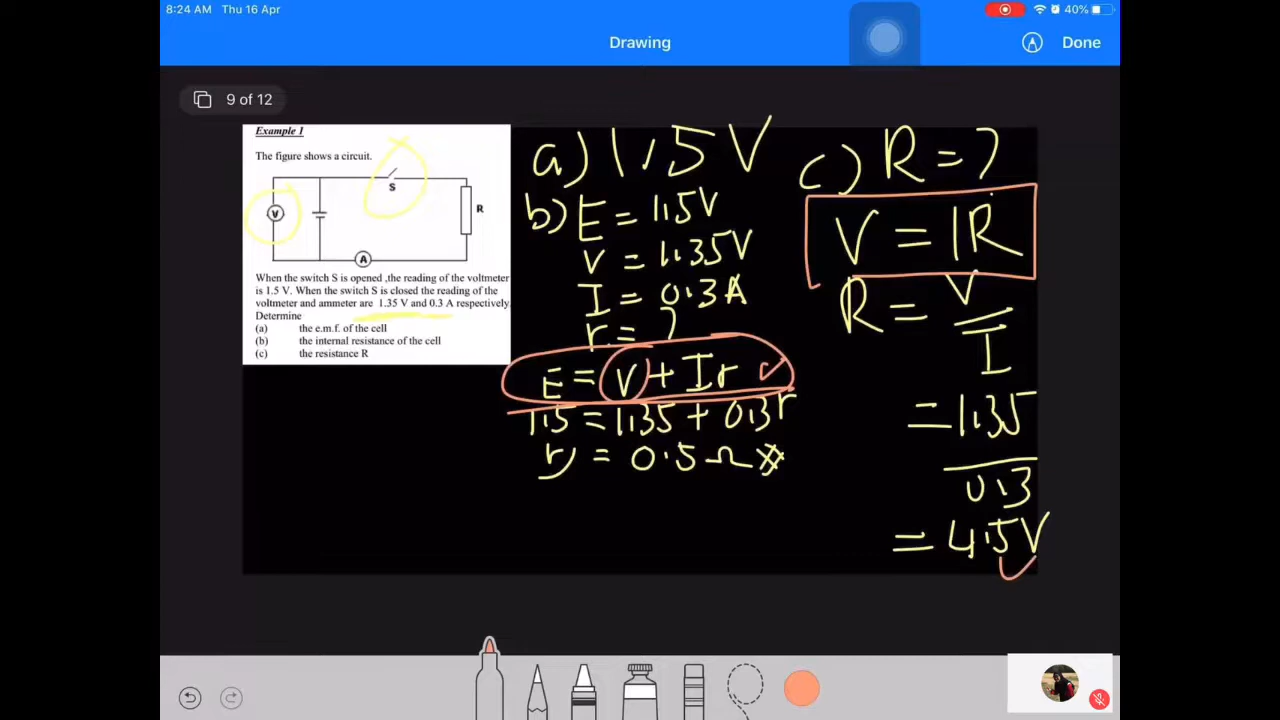 8:24 AM Thu 16 Apr
40%
Drawing
Done
9 of 12
Example 1
The figure shows a circuit.
S
V
R
A
When the switch S is opened ,the reading of the voltmeter
is 1.5 V. When the switch S is closed the reading of the
voltmeter and ammeter are 1.35 V and 0.3 A respectively.
Determine
(a) the e.m.f. of the cell
(b) the internal resistance of the cell
(c) the resistance R
a) 1.5 V
b) E = 1.5V
V = 1.35V
I = 0.3A
r = ?
E = V + Ir
1.5 = 1.35 + 0.3r
r = 0.5 Ω
c) R = ?
V = IR
R = V
I
= 1.35
0.3
= 4.5V